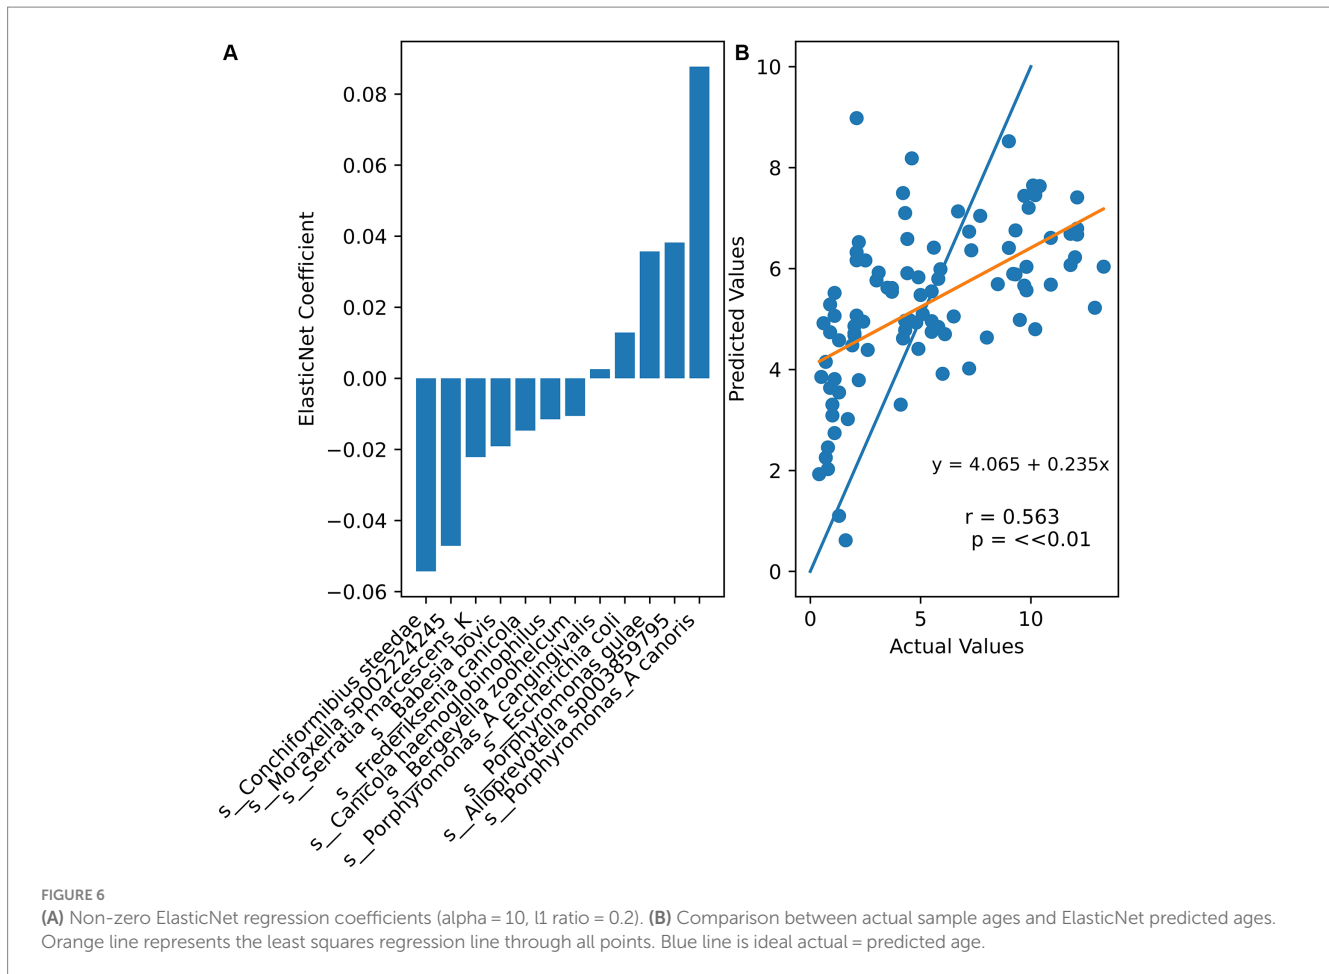 A
ElasticNet Coefficient
0.08
0.06
0.04
0.02
0.00
−0.02
−0.04
−0.06
s__Conchiformibius steedae
s__Moraxella sp002224245
s__Serratia marcescens_K
s__Babesia bovis
s__Frederiksenia canicola
s__Canicola haemoglobinophilus
s__Bergeyella zoohelcum
s__Porphyromonas_A cangingivalis
s__Escherichia coli
s__Porphyromonas gulae
s__Alloprevotella sp003859795
s__Porphyromonas_A canoris
B
Predicted Values
10
8
6
4
2
0
y = 4.065 + 0.235x
r = 0.563
p = <<0.01
0 5 10
Actual Values
FIGURE 6
(A) Non-zero ElasticNet regression coefficients (alpha = 10, l1 ratio = 0.2). (B) Comparison between actual sample ages and ElasticNet predicted ages.
Orange line represents the least squares regression line through all points. Blue line is ideal actual = predicted age.